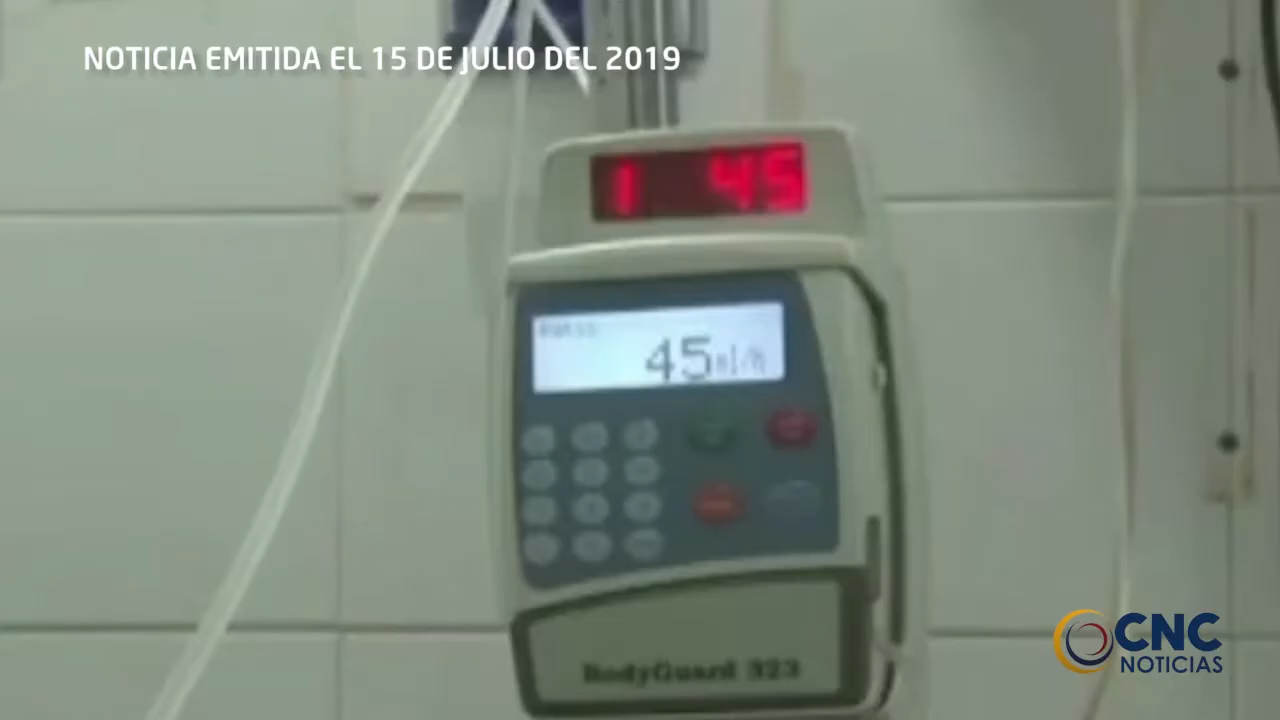 NOTICIA EMITIDA EL 15 DE JULIO DEL 2019
1 45
45ml/h
BodyGuard 323
CNC
NOTICIAS